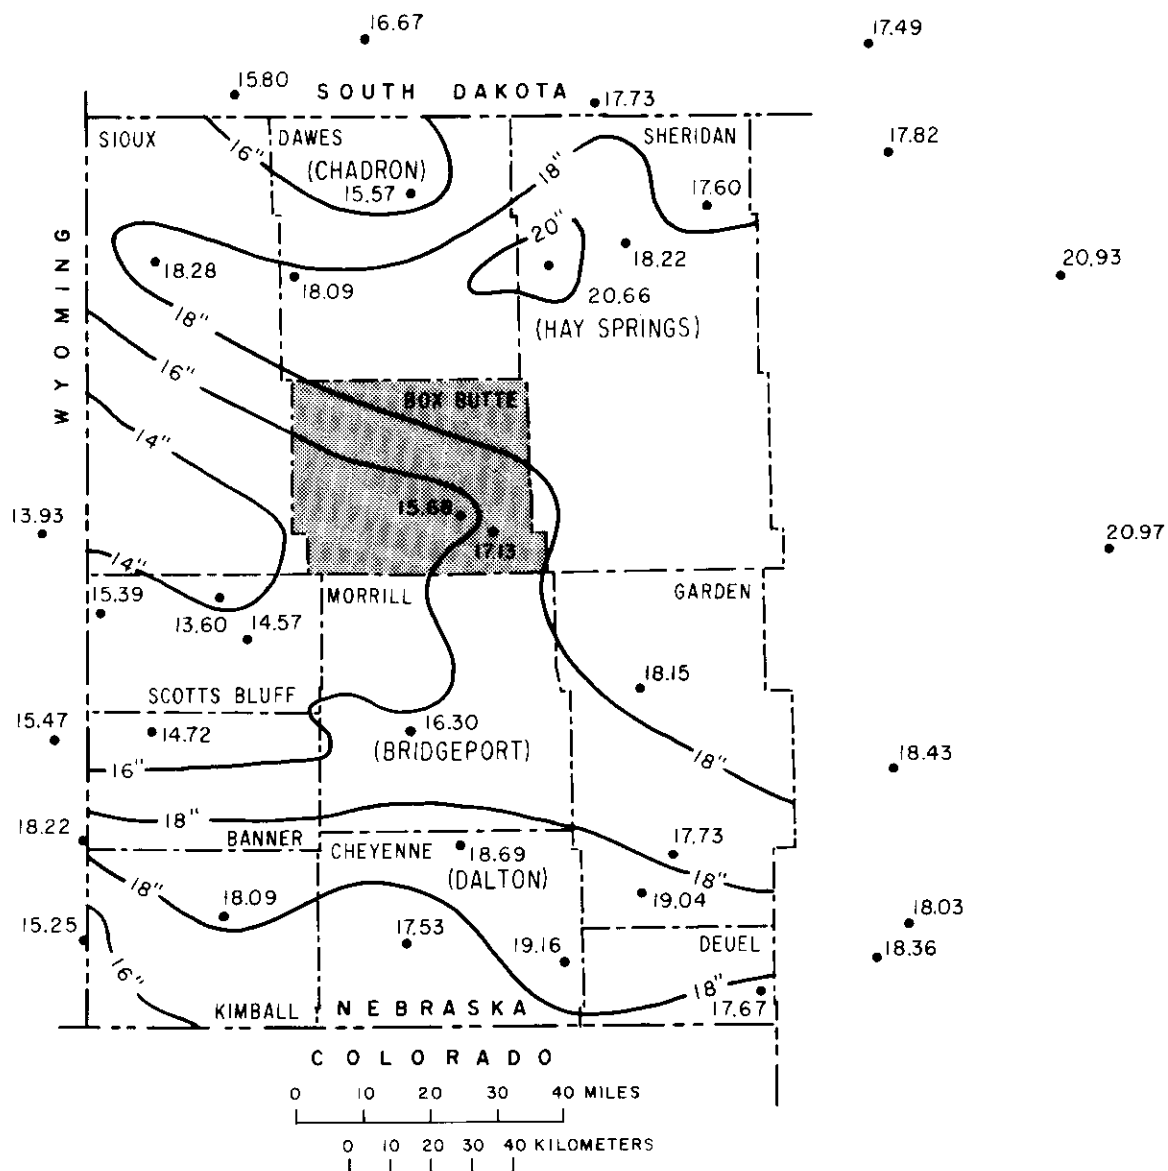 16.67
17.49
15.80
SOUTH DAKOTA
17.73
SIOUX
DAWES
SHERIDAN
17.82
16"
(CHADRON)
18"
15.57
17.60
WYOMING
20"
18.28
18.09
18.22
20.93
20.66
(HAY SPRINGS)
18"
16"
BOX BUTTE
14"
15.68
13.93
17.13
20.97
14"
15.39
MORRILL
GARDEN
13.60
14.57
18.15
SCOTTS BLUFF
15.47
14.72
16.30
(BRIDGEPORT)
18"
18.43
16"
18.22
18"
BANNER
CHEYENNE
18.69
17.73
(DALTON)
18"
18"
18.09
19.04
18.03
15.25
17.53
19.16
DEUEL
18.36
16"
18"
KIMBALL
NEBRASKA
17.67
COLORADO
0 10 20 30 40 MILES
0 10 20 30 40 KILOMETERS